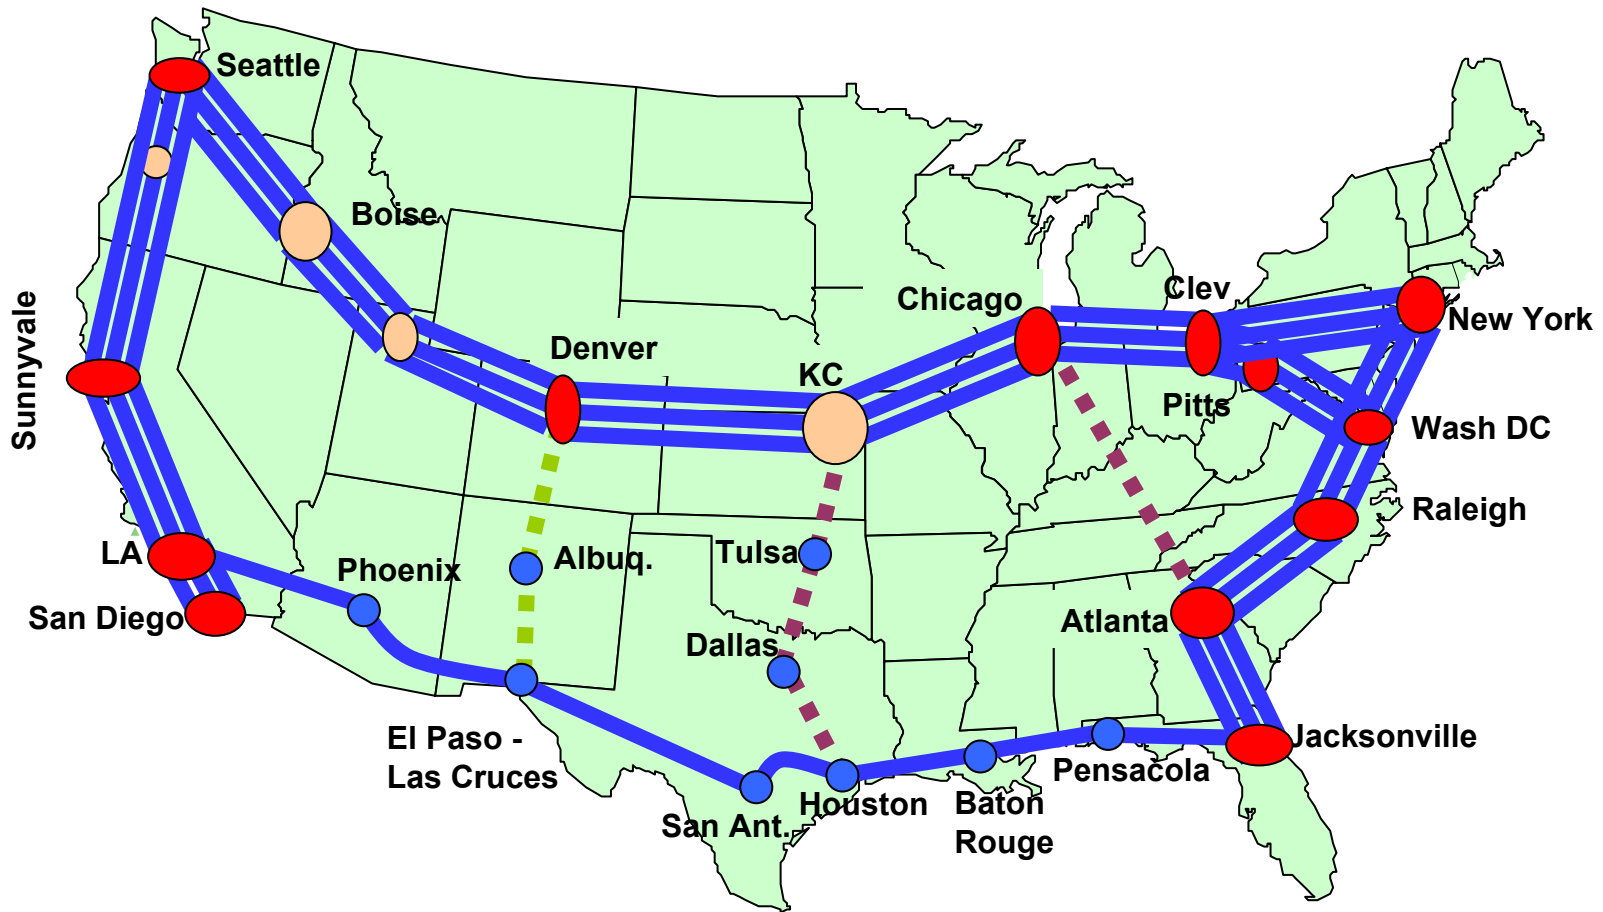 Seattle
Boise
Sunnyvale
Clev
Chicago
New York
Denver
KC
Pitts
Wash DC
Raleigh
LA
Phoenix
Albuq.
Tulsa
San Diego
Atlanta
Dallas
El Paso -
Las Cruces
Jacksonville
Pensacola
San Ant.
Houston
Baton
Rouge